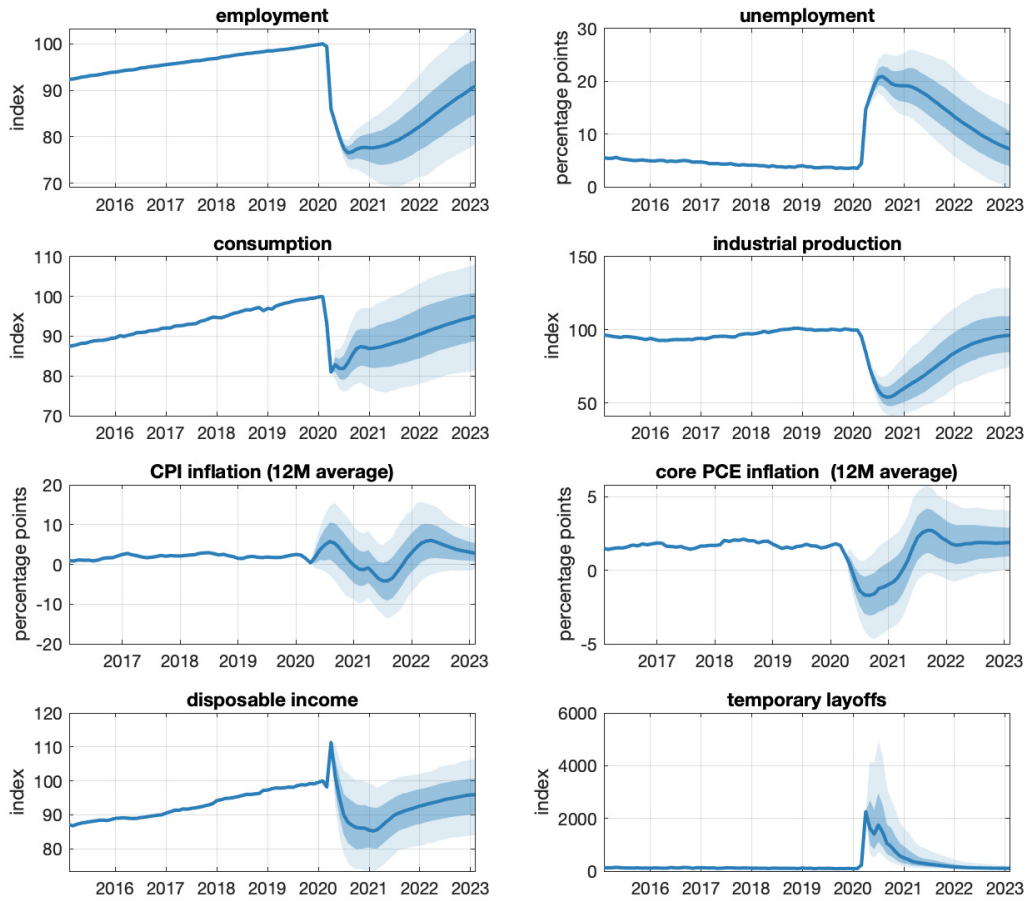 employment
index
100
90
80
70
2016 2017 2018 2019 2020 2021 2022 2023
unemployment
percentage points
30
20
10
0
2016 2017 2018 2019 2020 2021 2022 2023
consumption
index
110
100
90
80
70
2016 2017 2018 2019 2020 2021 2022 2023
industrial production
index
150
100
50
2016 2017 2018 2019 2020 2021 2022 2023
CPI inflation (12M average)
percentage points
20
10
0
-10
-20
2017 2018 2019 2020 2021 2022 2023
core PCE inflation (12M average)
percentage points
5
0
-5
2017 2018 2019 2020 2021 2022 2023
disposable income
index
120
110
100
90
80
2016 2017 2018 2019 2020 2021 2022 2023
temporary layoffs
index
6000
4000
2000
0
2016 2017 2018 2019 2020 2021 2022 2023